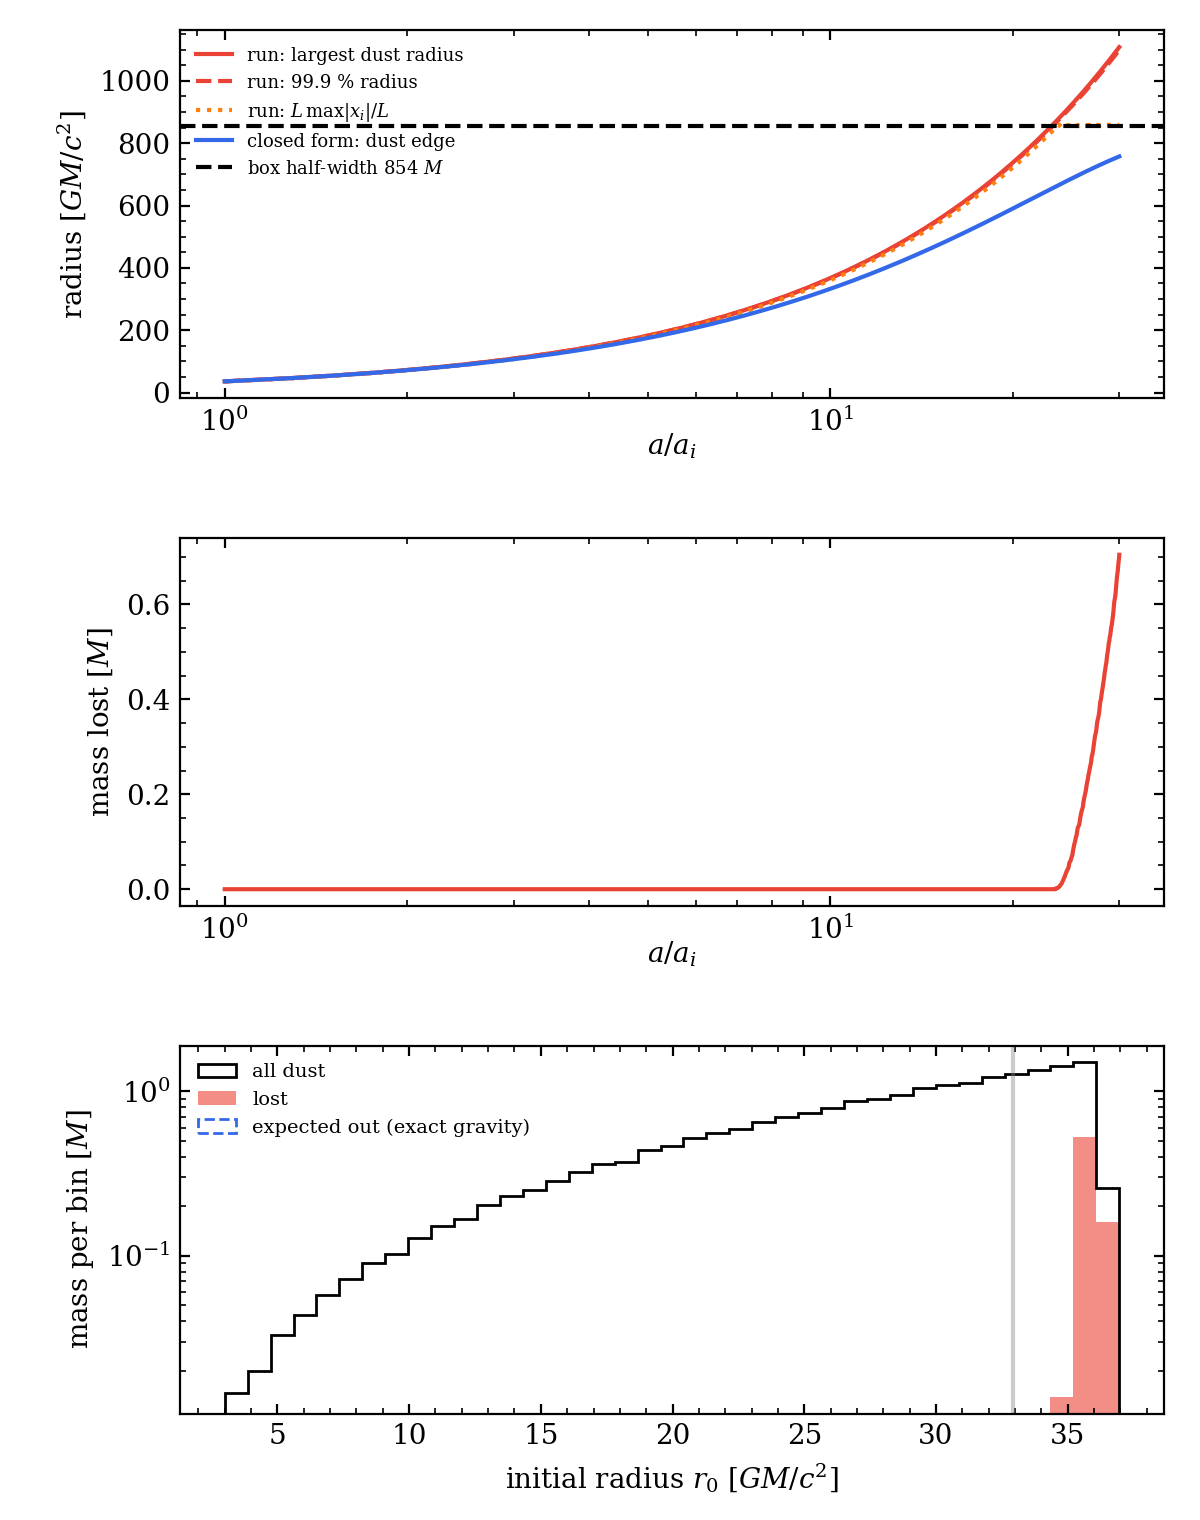 run: largest dust radius
run: 99.9 % radius
run: L max|x_i|/L
closed form: dust edge
box half-width 854 M
radius [GM/c²]
1000
800
600
400
200
0
10⁰
10¹
a/a_i
mass lost [M]
0.6
0.4
0.2
0.0
10⁰
10¹
a/a_i
all dust
lost
expected out (exact gravity)
mass per bin [M]
10⁰
10⁻¹
5
10
15
20
25
30
35
initial radius r₀ [GM/c²]